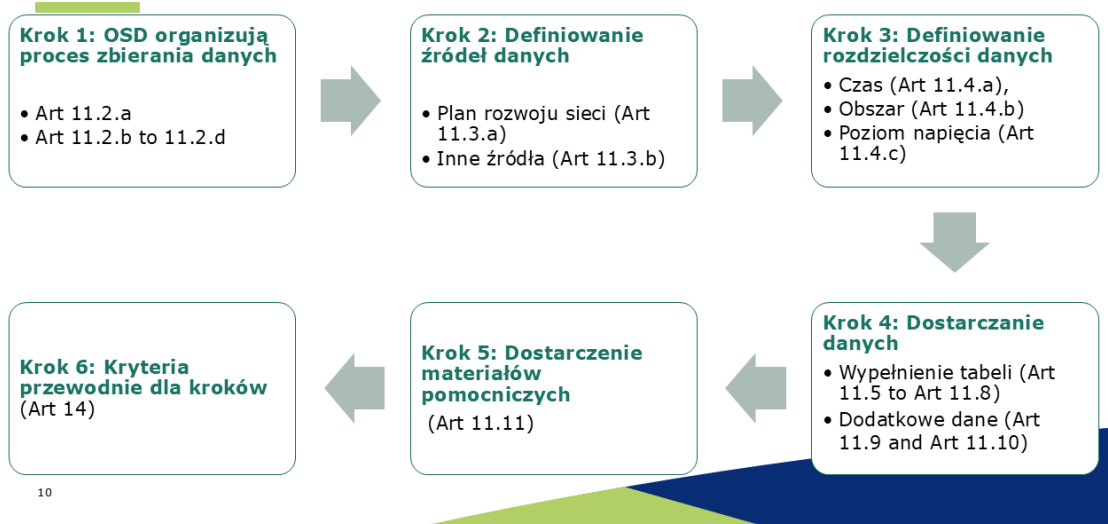 Krok 1: OSD organizują
proces zbierania danych
• Art 11.2.a
• Art 11.2.b to 11.2.d
Krok 2: Definiowanie
źródeł danych
• Plan rozwoju sieci (Art
11.3.a)
• Inne źródła (Art 11.3.b)
Krok 3: Definiowanie
rozdzielczości danych
• Czas (Art 11.4.a),
• Obszar (Art 11.4.b)
• Poziom napięcia (Art
11.4.c)
Krok 4: Dostarczanie
danych
• Wypełnienie tabeli (Art
11.5 to Art 11.8)
• Dodatkowe dane (Art
11.9 and Art 11.10)
Krok 5: Dostarczenie
materiałów
pomocniczych
(Art 11.11)
Krok 6: Kryteria
przewodnie dla kroków
(Art 14)
10